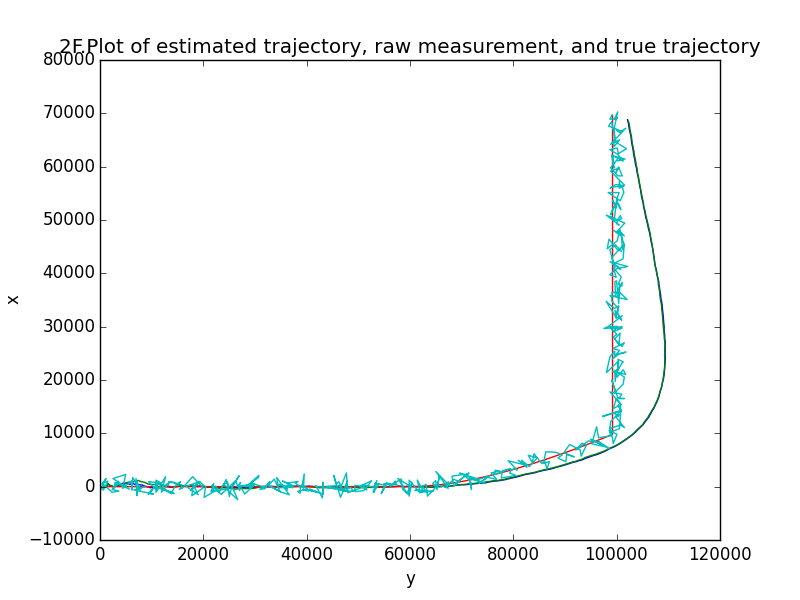 2F.Plot of estimated trajectory, raw measurement, and true trajectory
80000
70000
60000
50000
40000
30000
20000
10000
0
−10000
x
0 20000 40000 60000 80000 100000 120000
y